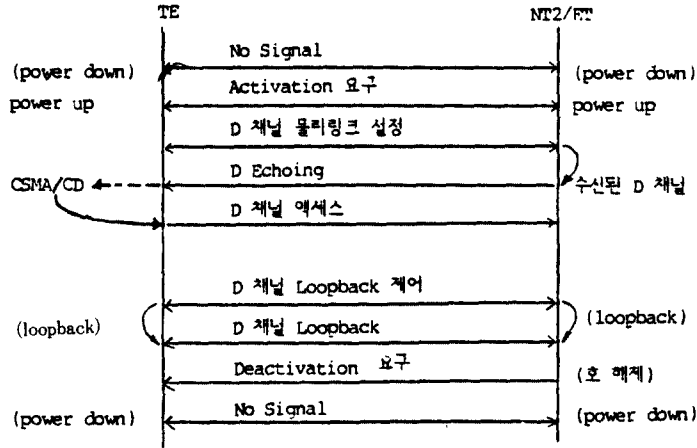 TE NT2/ET
No Signal
(power down) (power down)
Activation 요구
power up power up
D 채널 물리링크 설정
D Echoing
CSMA/CD 수신된 D 채널
D 채널 액세스
D 채널 Loopback 제어
(loopback) (loopback)
D 채널 Loopback
Deactivation 요구
(호 해제)
No Signal
(power down) (power down)